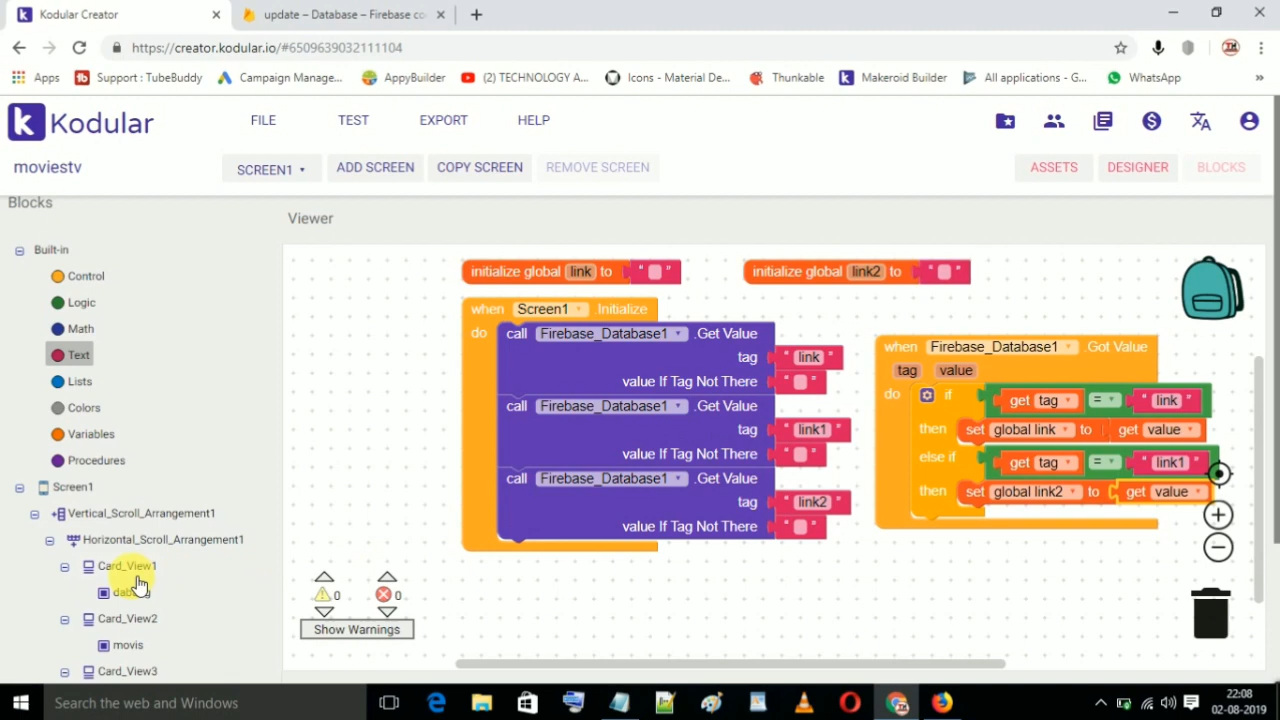 Kodular Creator
update – Database – Firebase co
https://creator.kodular.io/#6509639032111104
Apps
Support : TubeBuddy
Campaign Manage...
AppyBuilder
(2) TECHNOLOGY A...
Icons - Material De...
Thunkable
Makeroid Builder
All applications - G...
WhatsApp
»
Kodular
FILE
TEST
EXPORT
HELP
moviestv
SCREEN1
ADD SCREEN
COPY SCREEN
REMOVE SCREEN
ASSETS
DESIGNER
BLOCKS
Blocks
Viewer
Built-in
Control
Logic
Math
Text
Lists
Colors
Variables
Procedures
Screen1
Vertical_Scroll_Arrangement1
Horizontal_Scroll_Arrangement1
Card_View1
Card_View2
movis
Card_View3
initialize global link to " "
initialize global link2 to " "
when Screen1 .Initialize
do call Firebase_Database1 .Get Value
tag " link "
value If Tag Not There " "
call Firebase_Database1 .Get Value
tag " link1 "
value If Tag Not There " "
call Firebase_Database1 .Get Value
tag " link2 "
value If Tag Not There " "
when Firebase_Database1 .Got Value
tag value
do if get tag = " link "
then set global link to get value
else if get tag = " link1 "
then set global link2 to get value
0 0
Show Warnings
Search the web and Windows
22:08
02-08-2019